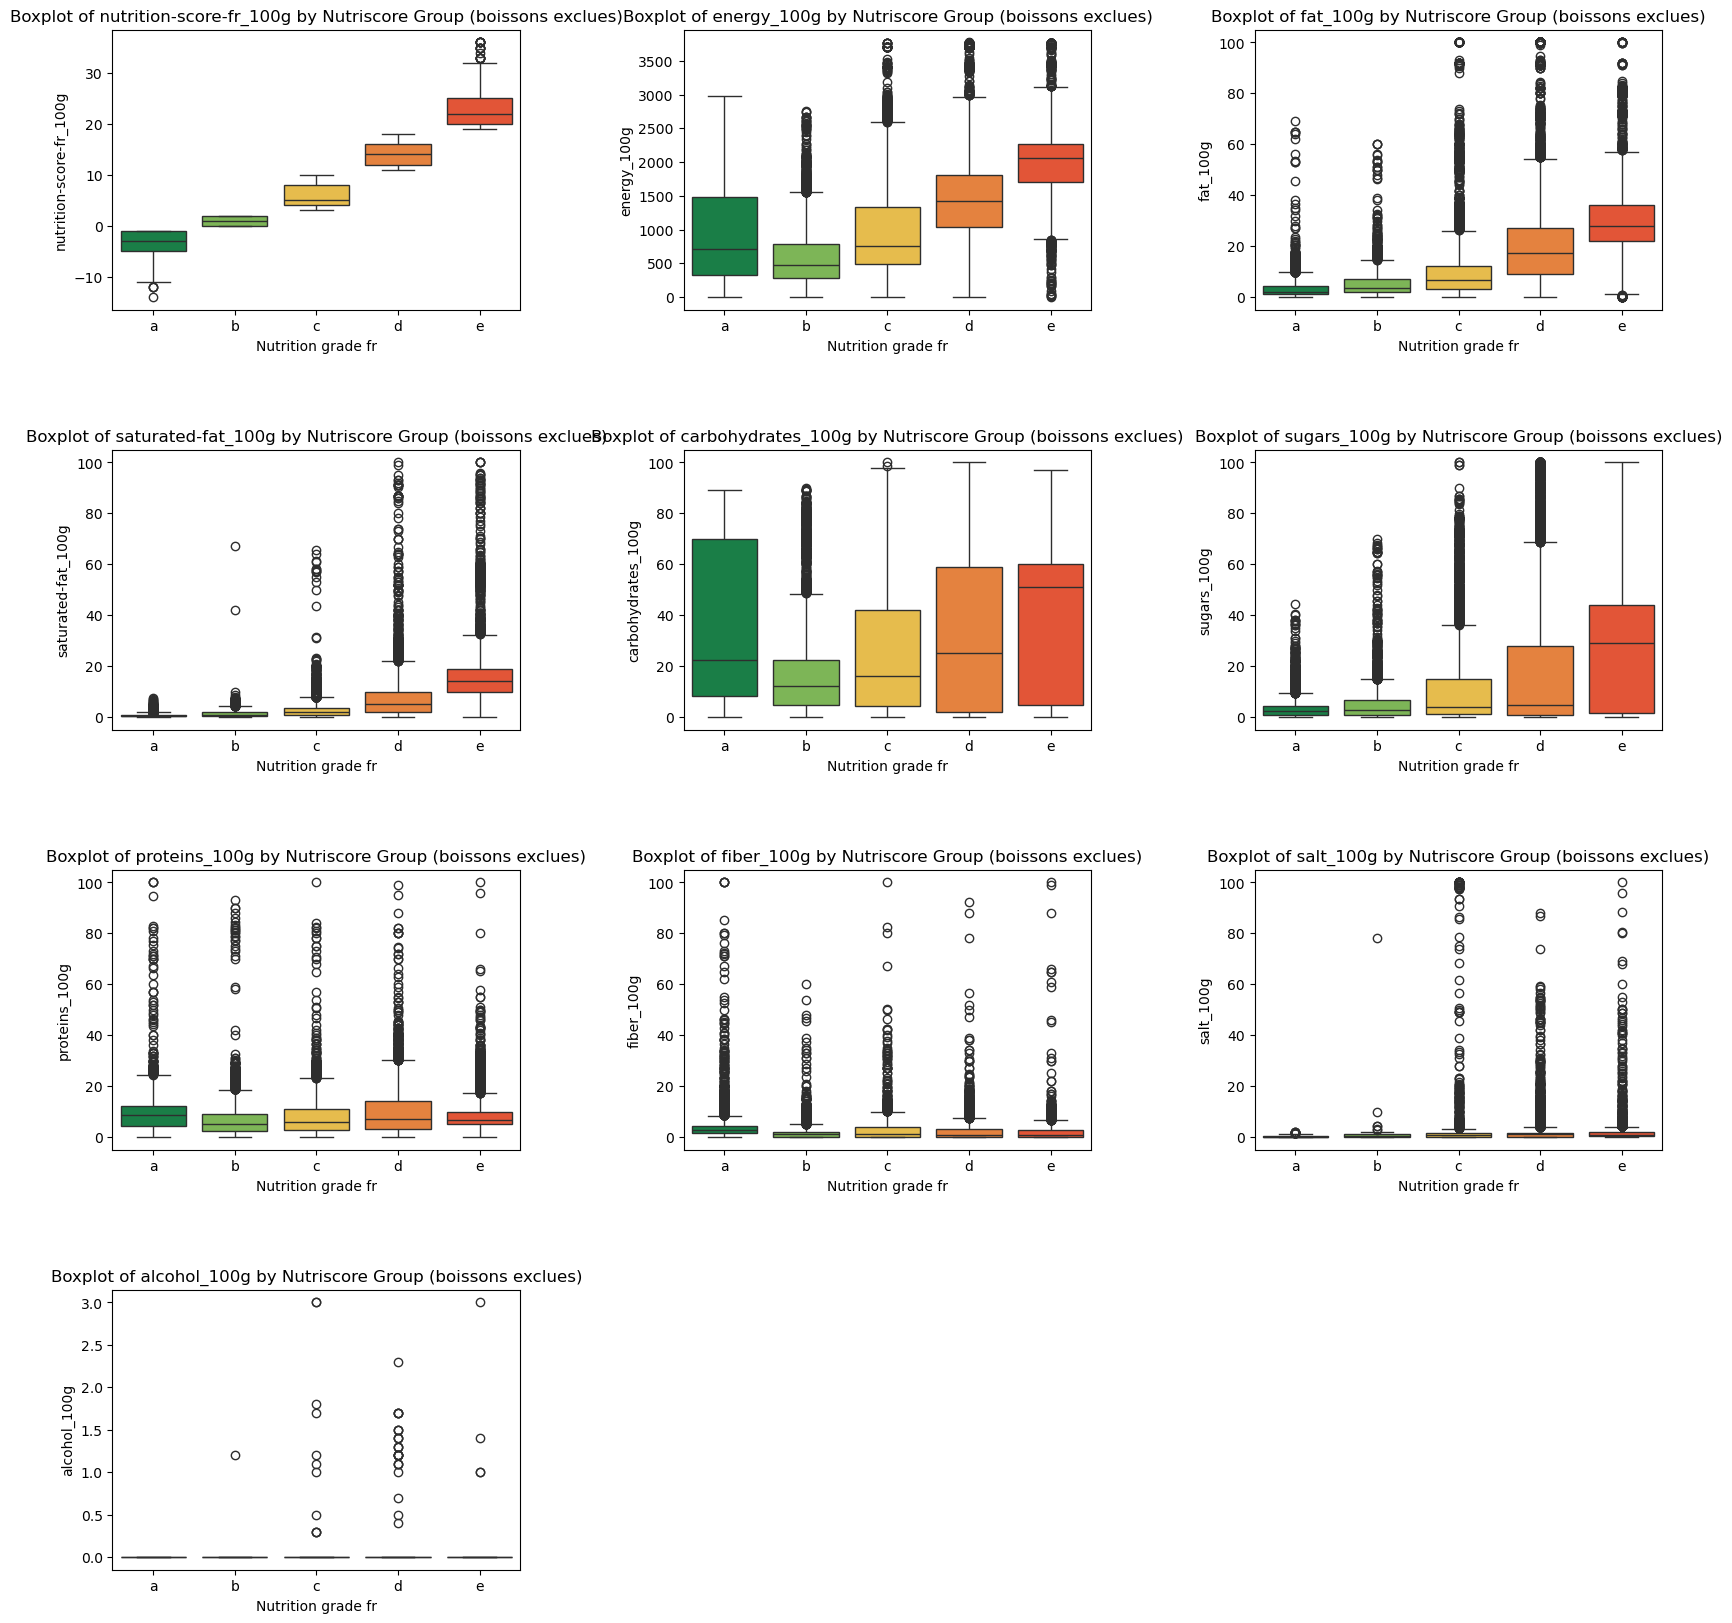 Boxplot of nutrition-score-fr_100g by Nutriscore Group (boissons exclues)
nutrition-score-fr_100g
30
20
10
0
−10
a b c d e
Nutrition grade fr
Boxplot of energy_100g by Nutriscore Group (boissons exclues)
energy_100g
3500
3000
2500
2000
1500
1000
500
0
a b c d e
Nutrition grade fr
Boxplot of fat_100g by Nutriscore Group (boissons exclues)
fat_100g
100
80
60
40
20
0
a b c d e
Nutrition grade fr
Boxplot of saturated-fat_100g by Nutriscore Group (boissons exclues)
saturated-fat_100g
100
80
60
40
20
0
a b c d e
Nutrition grade fr
Boxplot of carbohydrates_100g by Nutriscore Group (boissons exclues)
carbohydrates_100g
100
80
60
40
20
0
a b c d e
Nutrition grade fr
Boxplot of sugars_100g by Nutriscore Group (boissons exclues)
sugars_100g
100
80
60
40
20
0
a b c d e
Nutrition grade fr
Boxplot of proteins_100g by Nutriscore Group (boissons exclues)
proteins_100g
100
80
60
40
20
0
a b c d e
Nutrition grade fr
Boxplot of fiber_100g by Nutriscore Group (boissons exclues)
fiber_100g
100
80
60
40
20
0
a b c d e
Nutrition grade fr
Boxplot of salt_100g by Nutriscore Group (boissons exclues)
salt_100g
100
80
60
40
20
0
a b c d e
Nutrition grade fr
Boxplot of alcohol_100g by Nutriscore Group (boissons exclues)
alcohol_100g
3.0
2.5
2.0
1.5
1.0
0.5
0.0
a b c d e
Nutrition grade fr